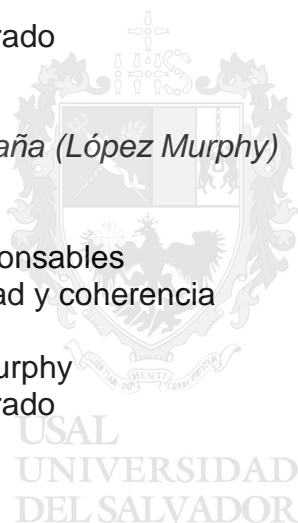 rado
aña (López Murphy)
onsables
ad y coherencia
urphy
rado
USAL
UNIVERSIDAD
DEL SALVADOR